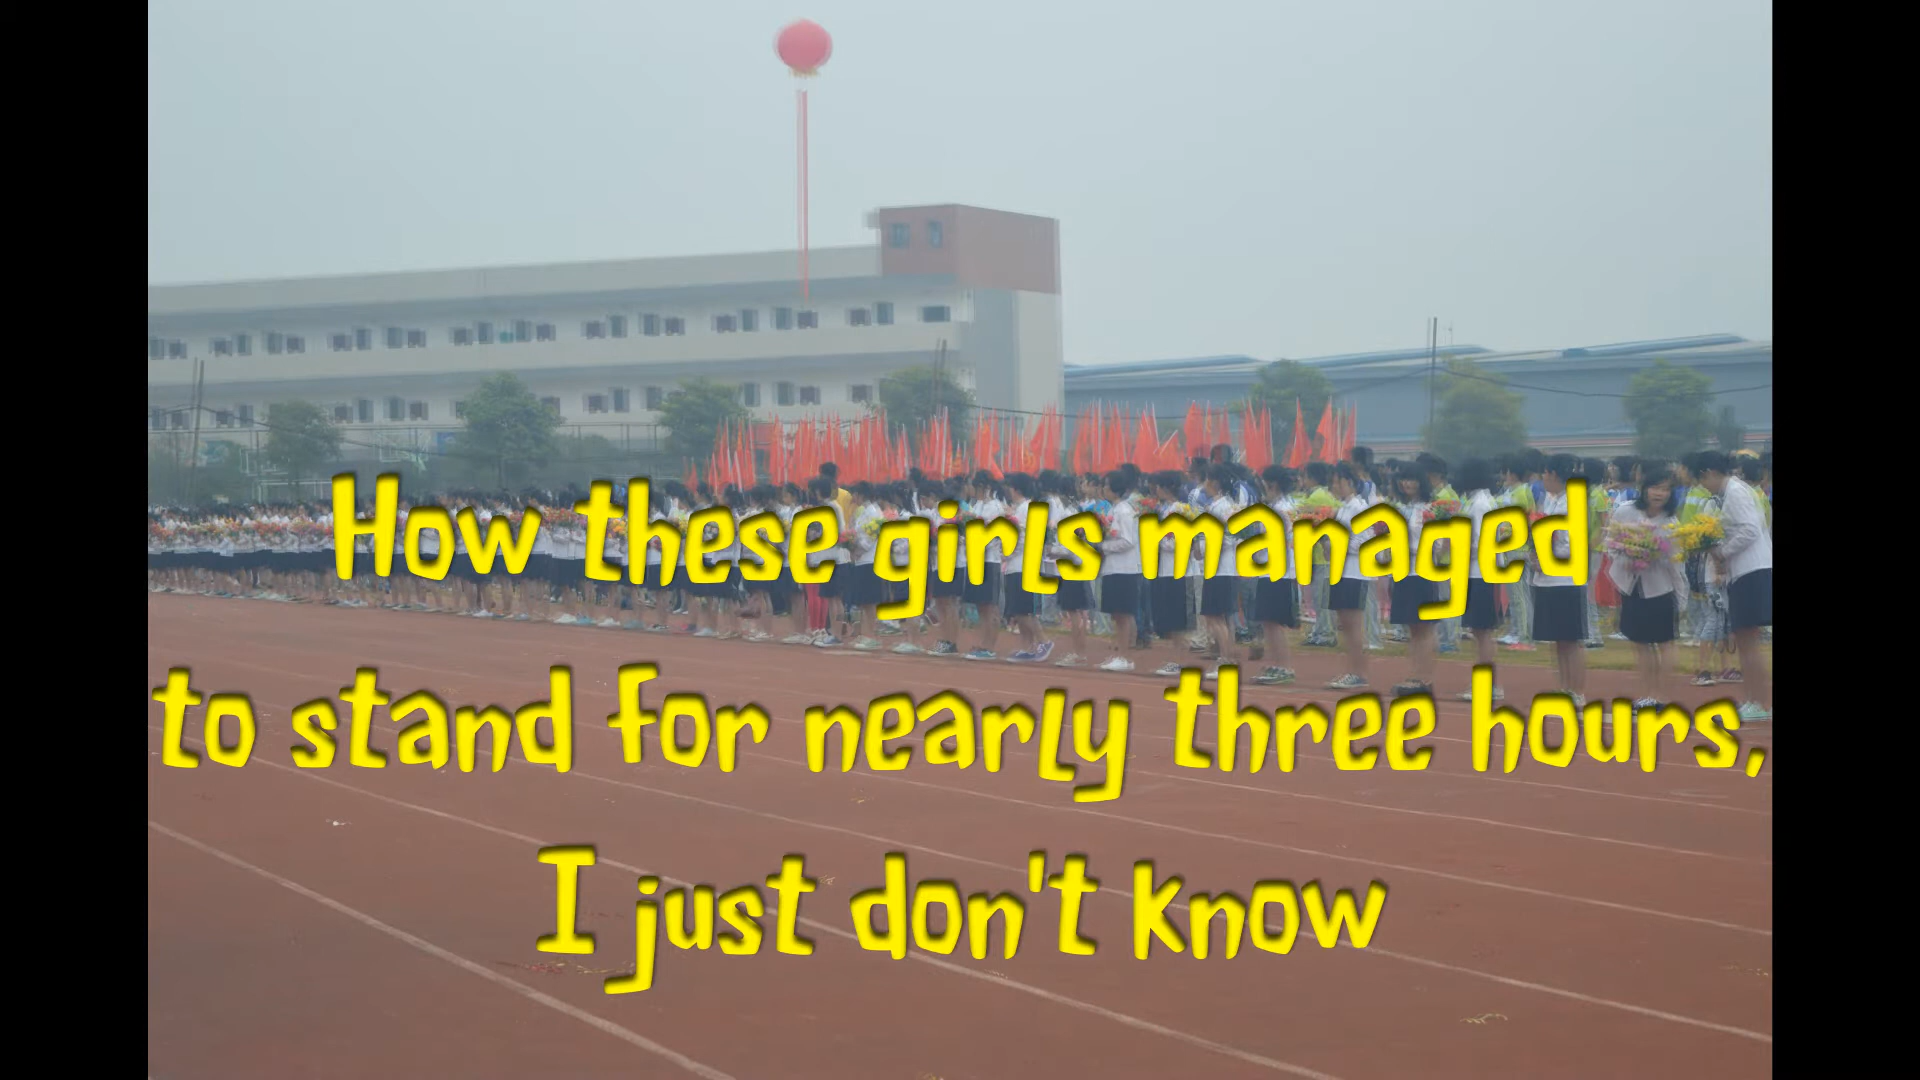 How these girls managed
to stand for nearly three hours,
I just don't know